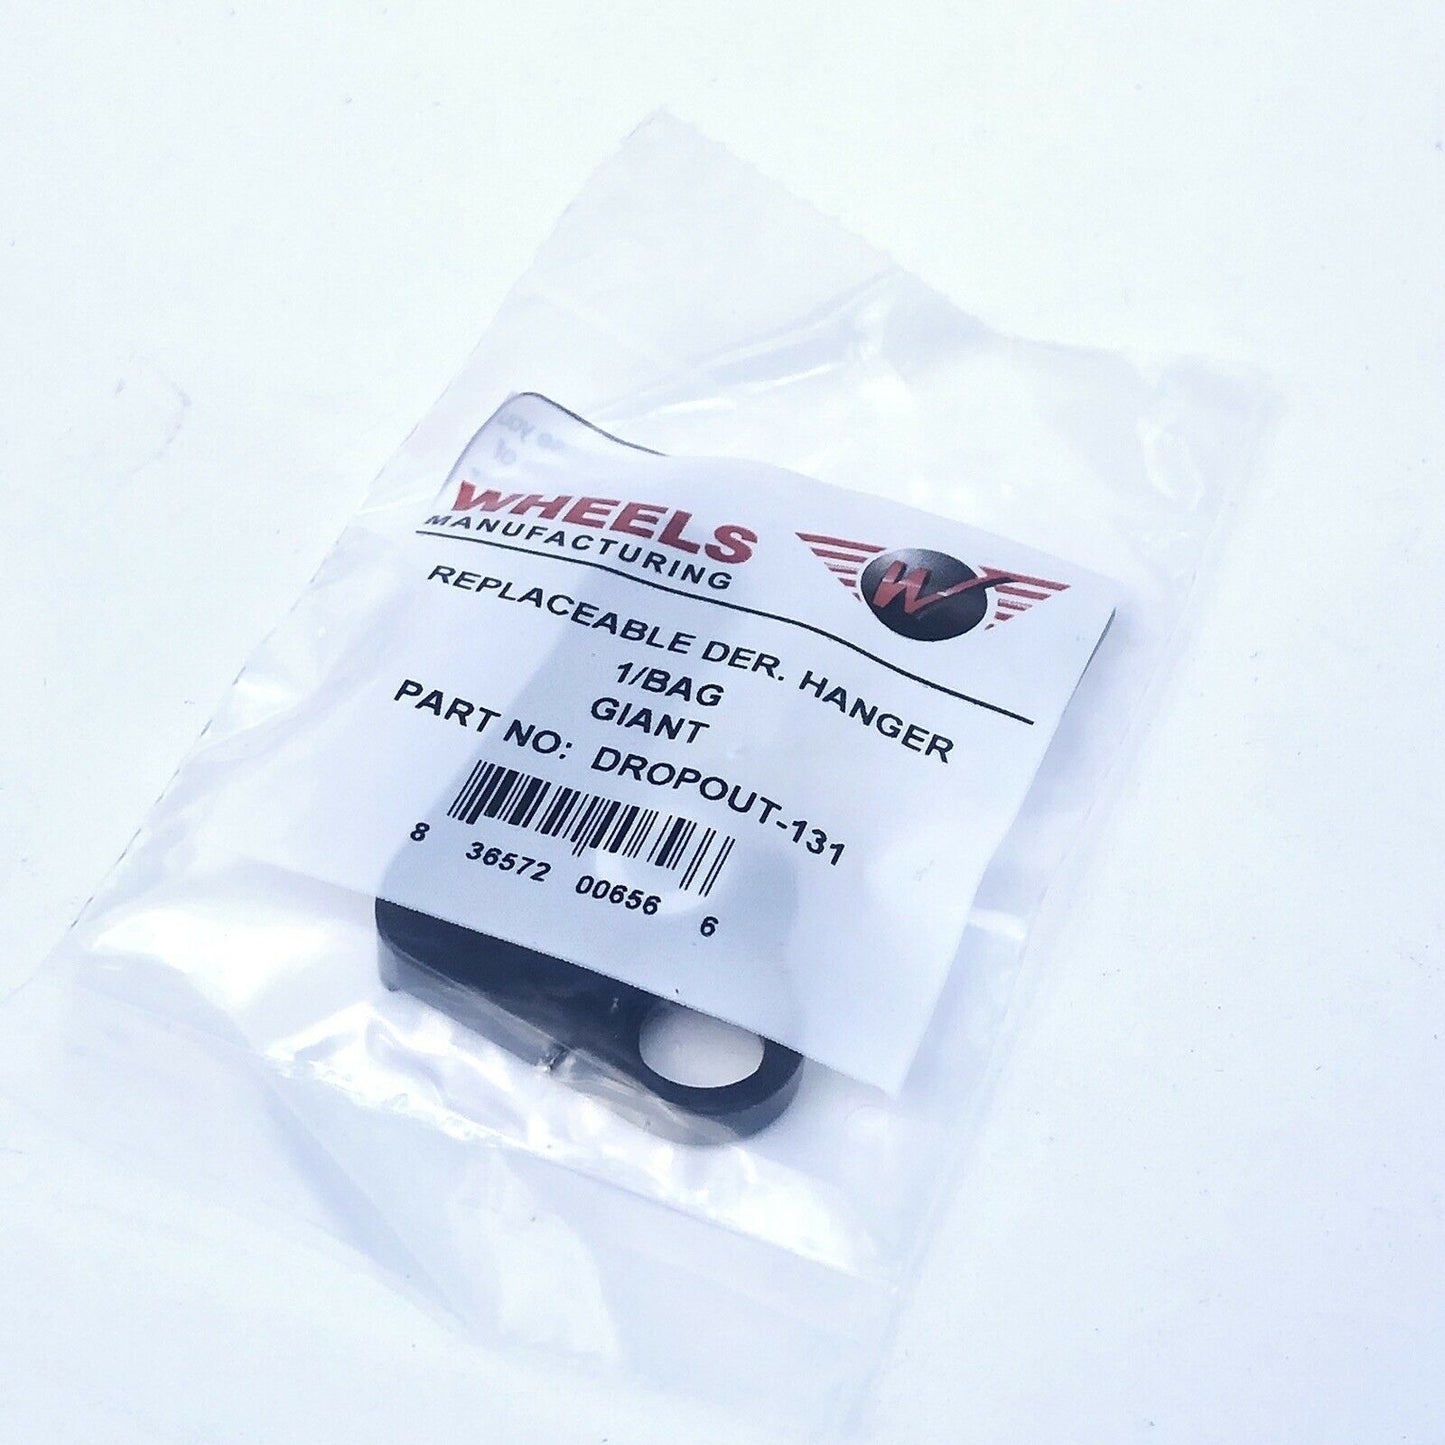 WHEELS
MANUFACTURING
W
REPLACEABLE DER. HANGER
1/BAG
GIANT
PART NO: DROPOUT-131
8 36572 00656 6